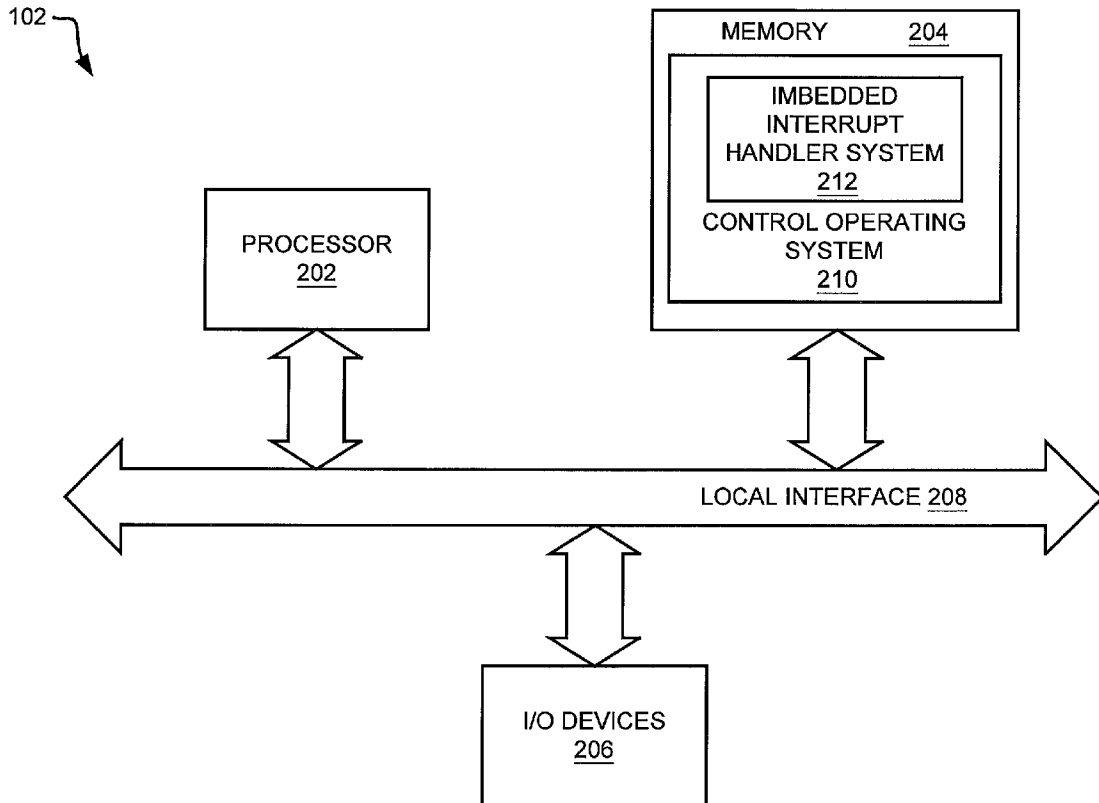 102
MEMORY 204
IMBEDDED
INTERRUPT
HANDLER SYSTEM
212
CONTROL OPERATING
SYSTEM
210
PROCESSOR
202
LOCAL INTERFACE 208
I/O DEVICES
206